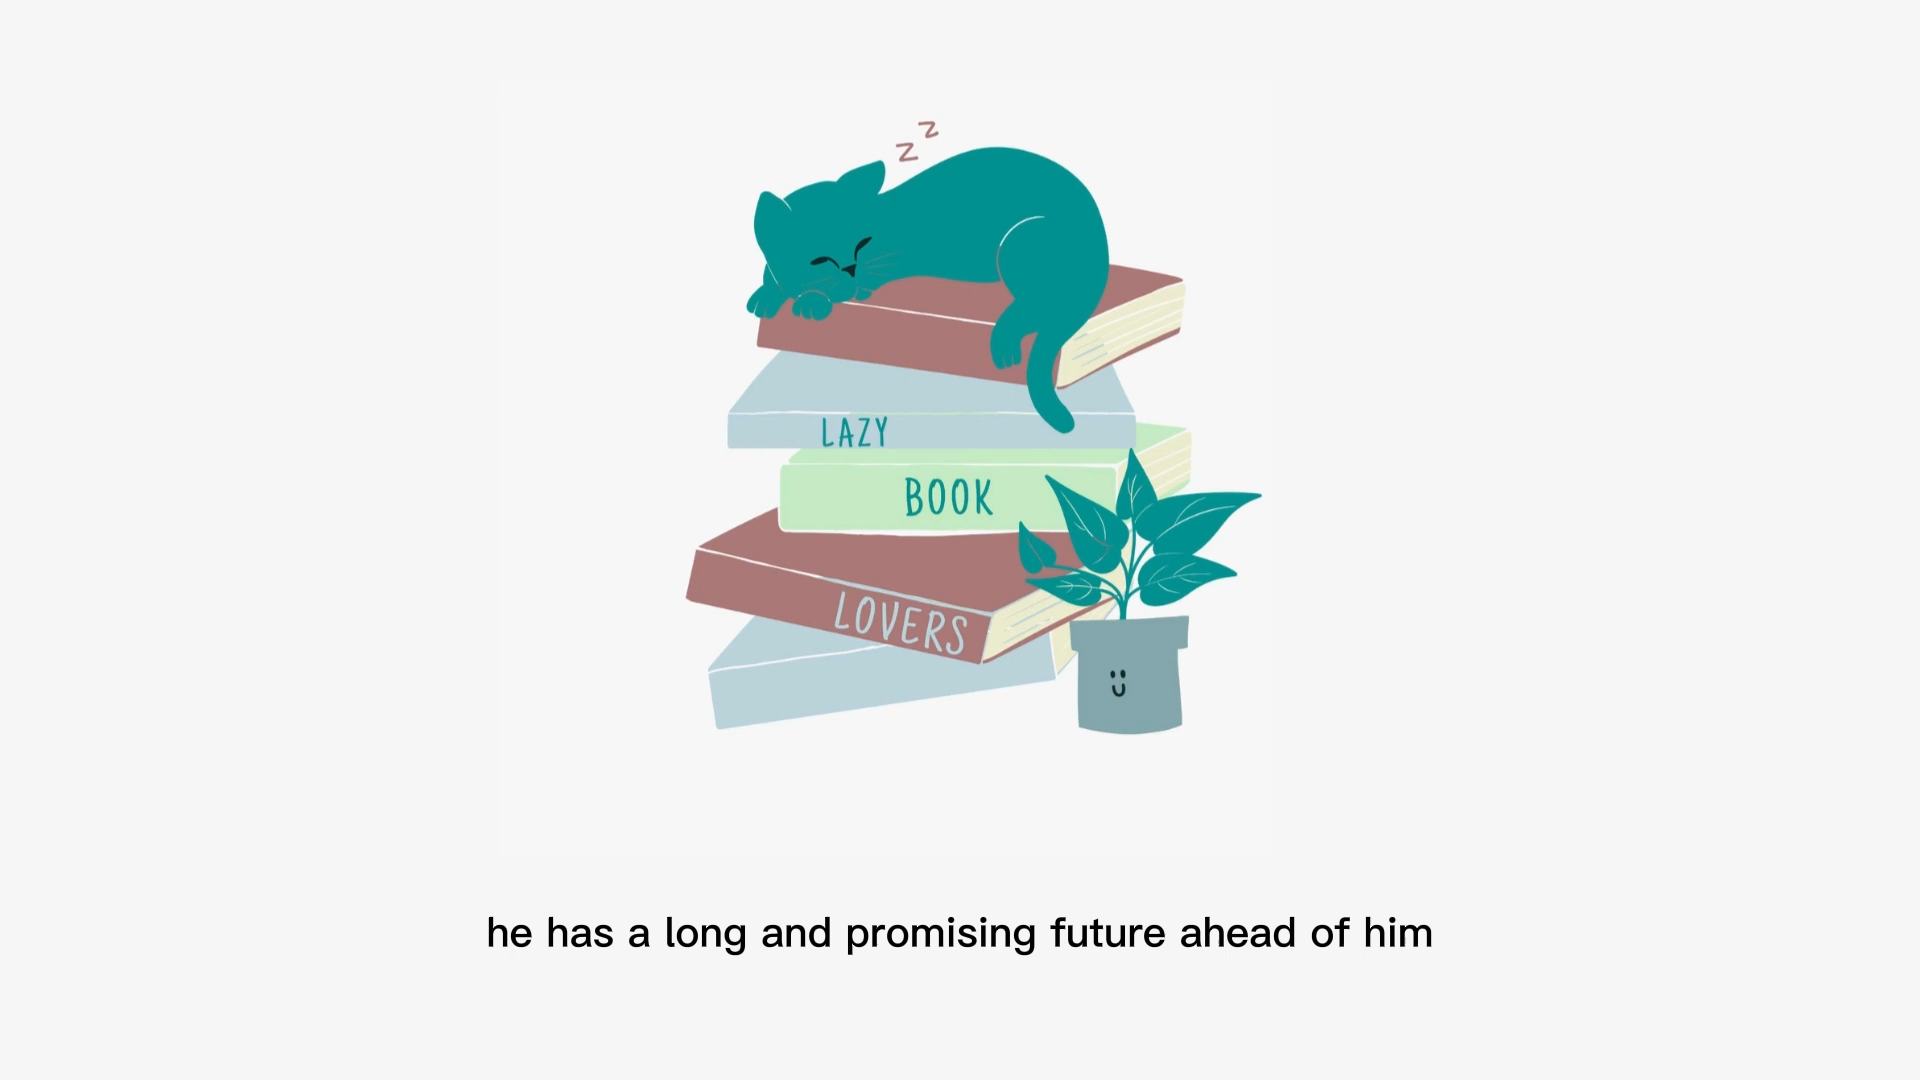 z
z
LAZY
BOOK
LOVERS
he has a long and promising future ahead of him